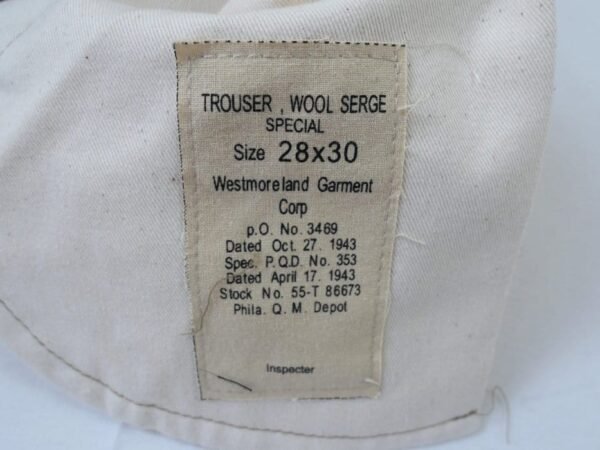 TROUSER , WOOL SERGE
SPECIAL
Size 28x30
Westmoreland Garment
Corp
p.O. No. 3469
Dated Oct. 27. 1943
Spec. P.Q.D. No. 353
Dated April 17. 1943
Stock No. 55-T 86673
Phila. Q. M. Depot
Inspecter